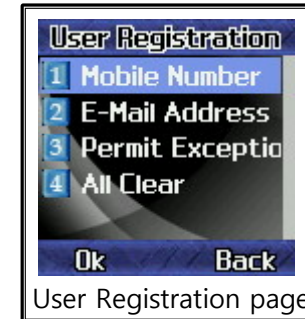 User Registration
1 Mobile Number
2 E-Mail Address
3 Permit Exceptio
4 All Clear
Ok Back
User Registration page